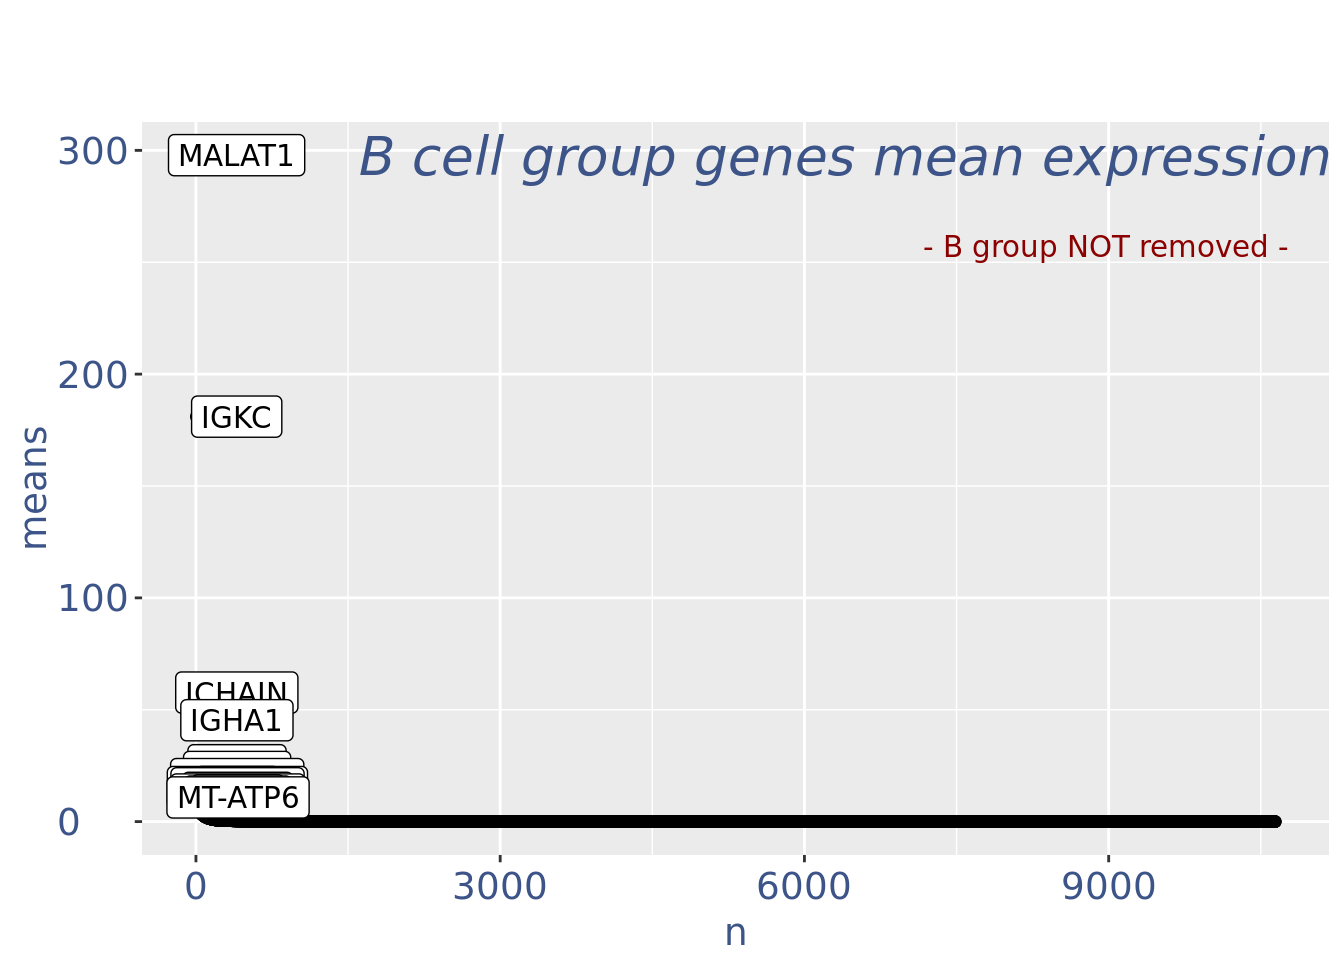 B cell group genes mean expression
- B group NOT removed -
MALAT1
IGKC
JCHAIN
IGHA1
MT-ATP6
means
300
200
100
0
0
3000
6000
9000
n